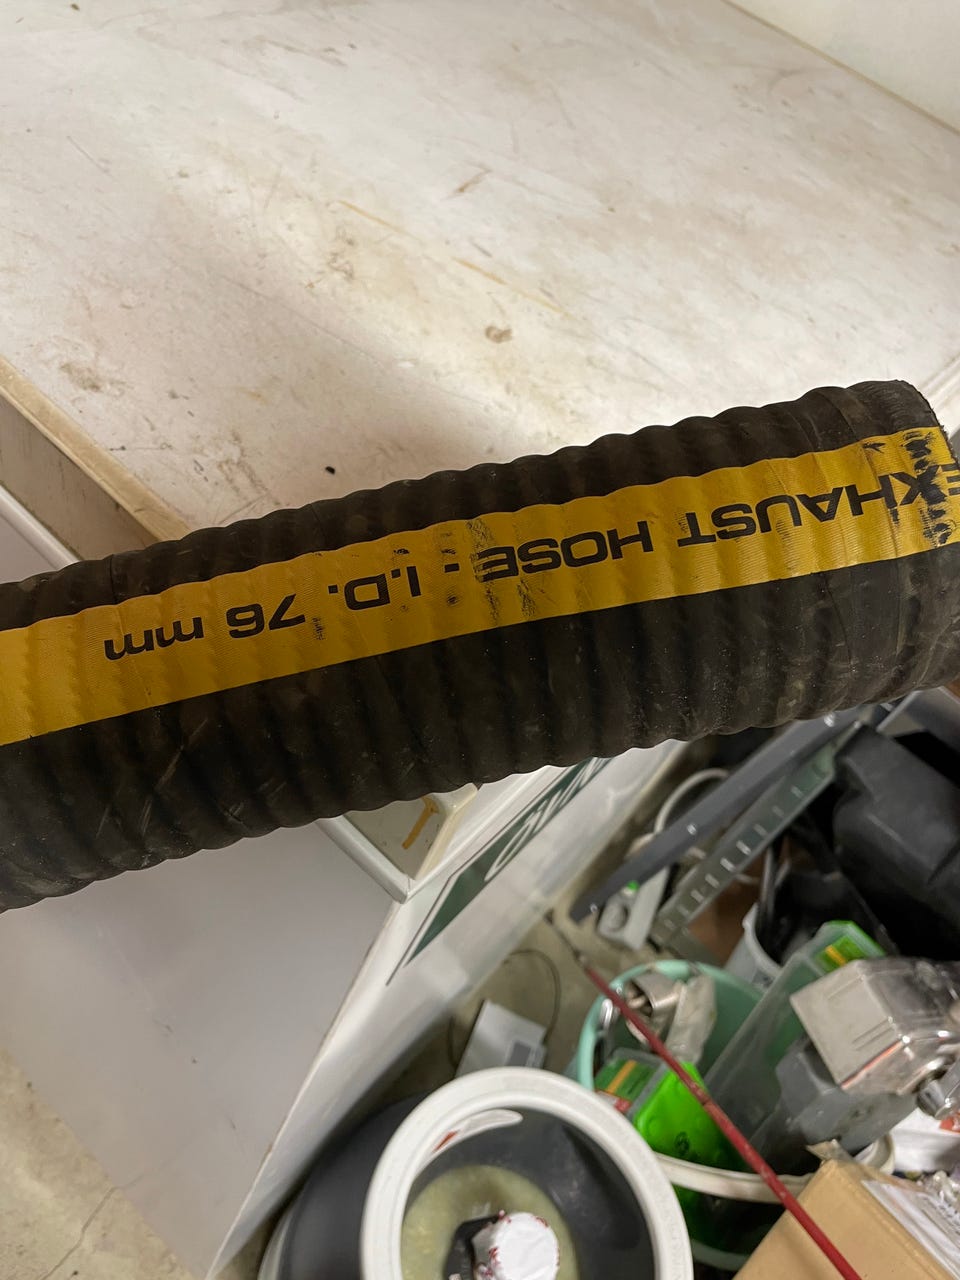 EXHAUST HOSE - I.D. 76 mm